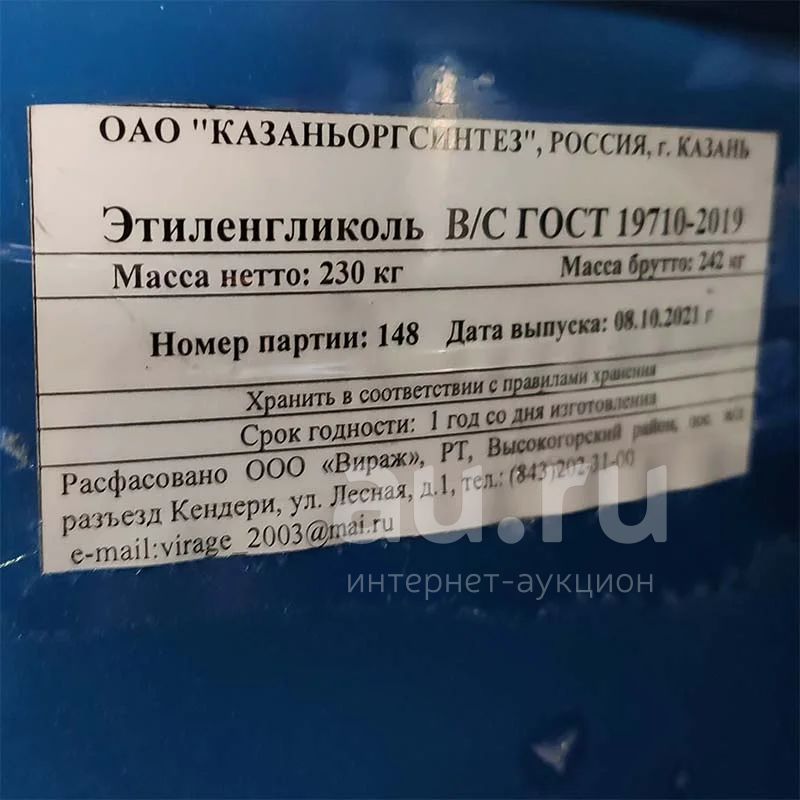 ОАО "КАЗАНЬОРГСИНТЕЗ", РОССИЯ, г. КАЗАНЬ
Этиленгликоль В/С ГОСТ 19710-2019
Масса нетто: 230 кг Масса брутто: 242 кг
Номер партии: 148 Дата выпуска: 08.10.2021 г
Хранить в соответствии с правилами хранения
Срок годности: 1 год со дня изготовления
Расфасовано ООО «Вираж», РТ, Высокогорский район, пос. ж/д
разъезд Кендери, ул. Лесная, д.1, тел.: (843)202-31-00
e-mail:virage_2003@mai.ru
au.ru
интернет-аукцион